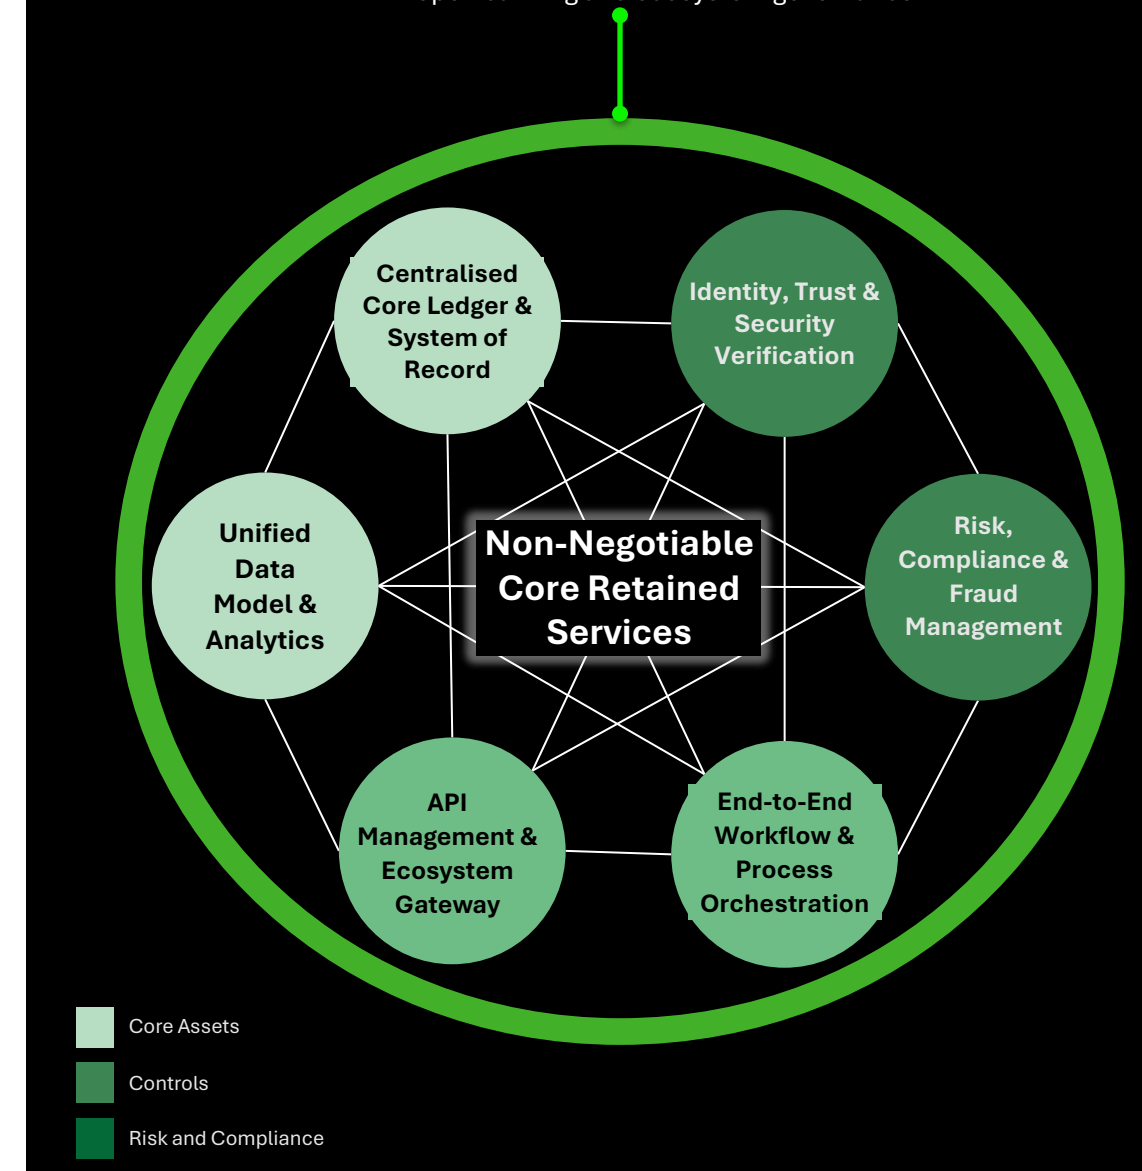 Centralised
Core Ledger &
System of
Record
Identity, Trust &
Security
Verification
Unified
Data
Model &
Analytics
Non-Negotiable
Core Retained
Services
Risk,
Compliance &
Fraud
Management
API
Management &
Ecosystem
Gateway
End-to-End
Workflow &
Process
Orchestration
Core Assets
Controls
Risk and Compliance